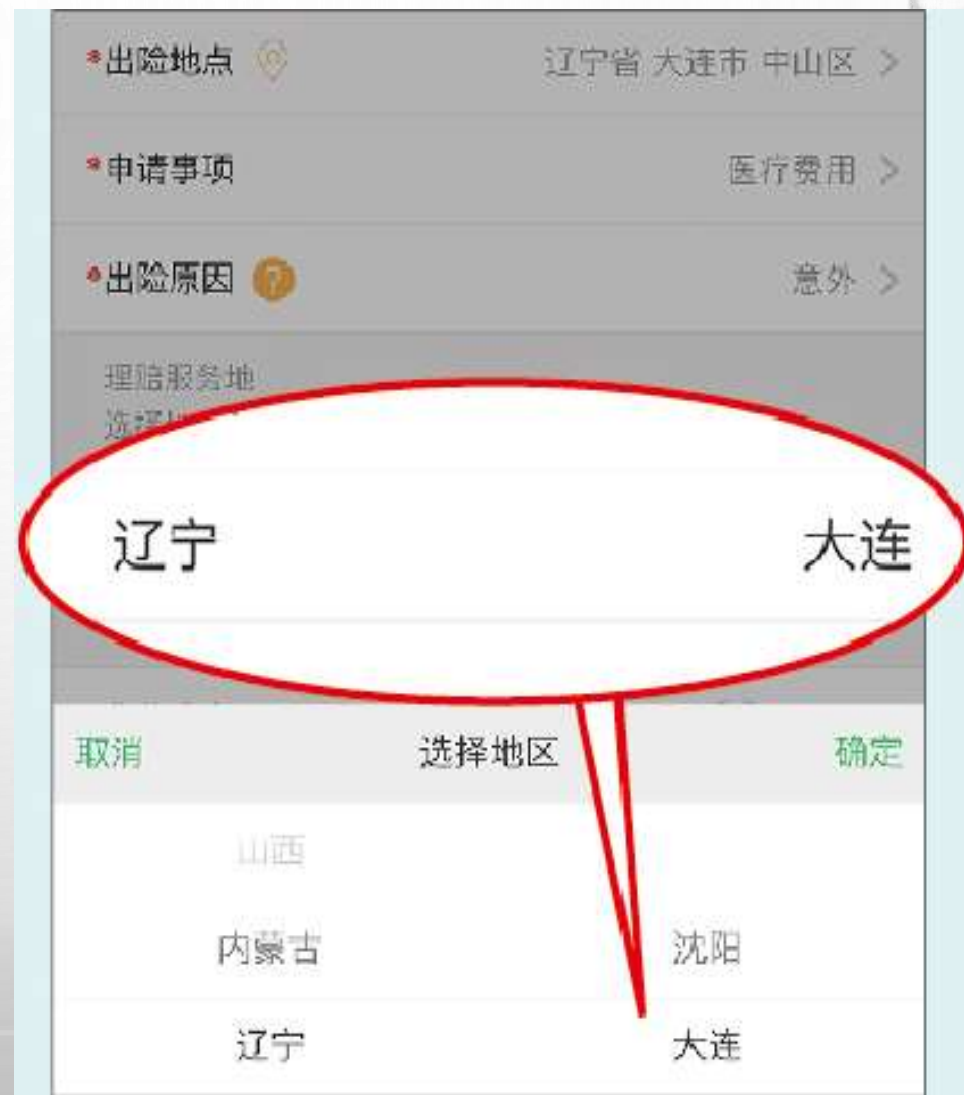 *出险地点 辽宁省 大连市 中山区 >
*申请事项 医疗费用 >
*出险原因 ? 意外 >
理赔服务地
选择
辽宁 大连
取消 选择地区 确定
山西
内蒙古 沈阳
辽宁 大连